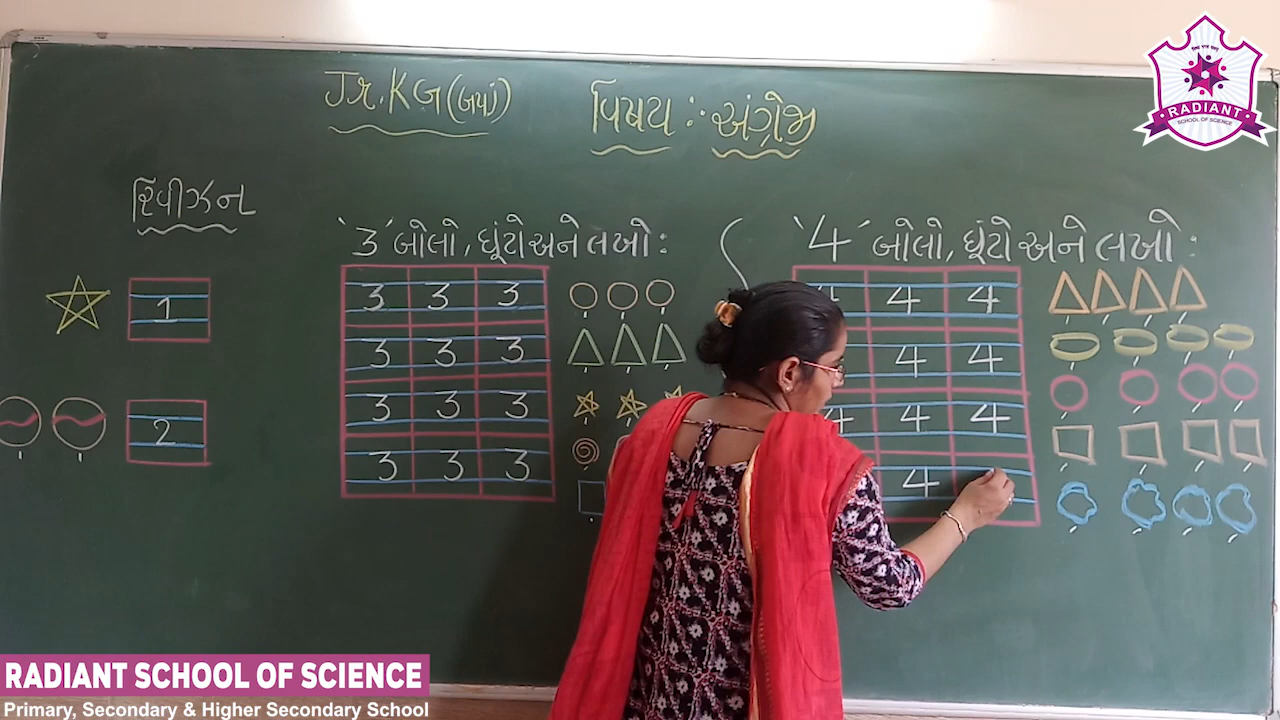 Jr. KG (જયાં)
વિષય : અંગ્રેજી
રિવીઝન
'3' બોલો, ઘૂંટો અને લખો :
'4' બોલો, ઘૂંટો અને લખો :
1
2
3 3 3
3 3 3
3 3 3
3 3 3
4 4
4 4
4 4 4
4
RADIANT
SCHOOL OF SCIENCE
RADIANT SCHOOL OF SCIENCE
Primary, Secondary & Higher Secondary School